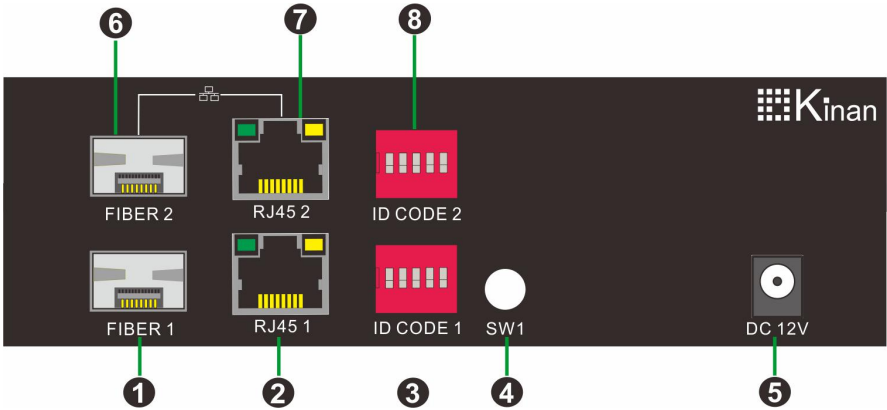 6 7 8
Kinan
FIBER 2 RJ45 2 ID CODE 2
FIBER 1 RJ45 1 ID CODE 1 SW1 DC 12V
1 2 3 4 5